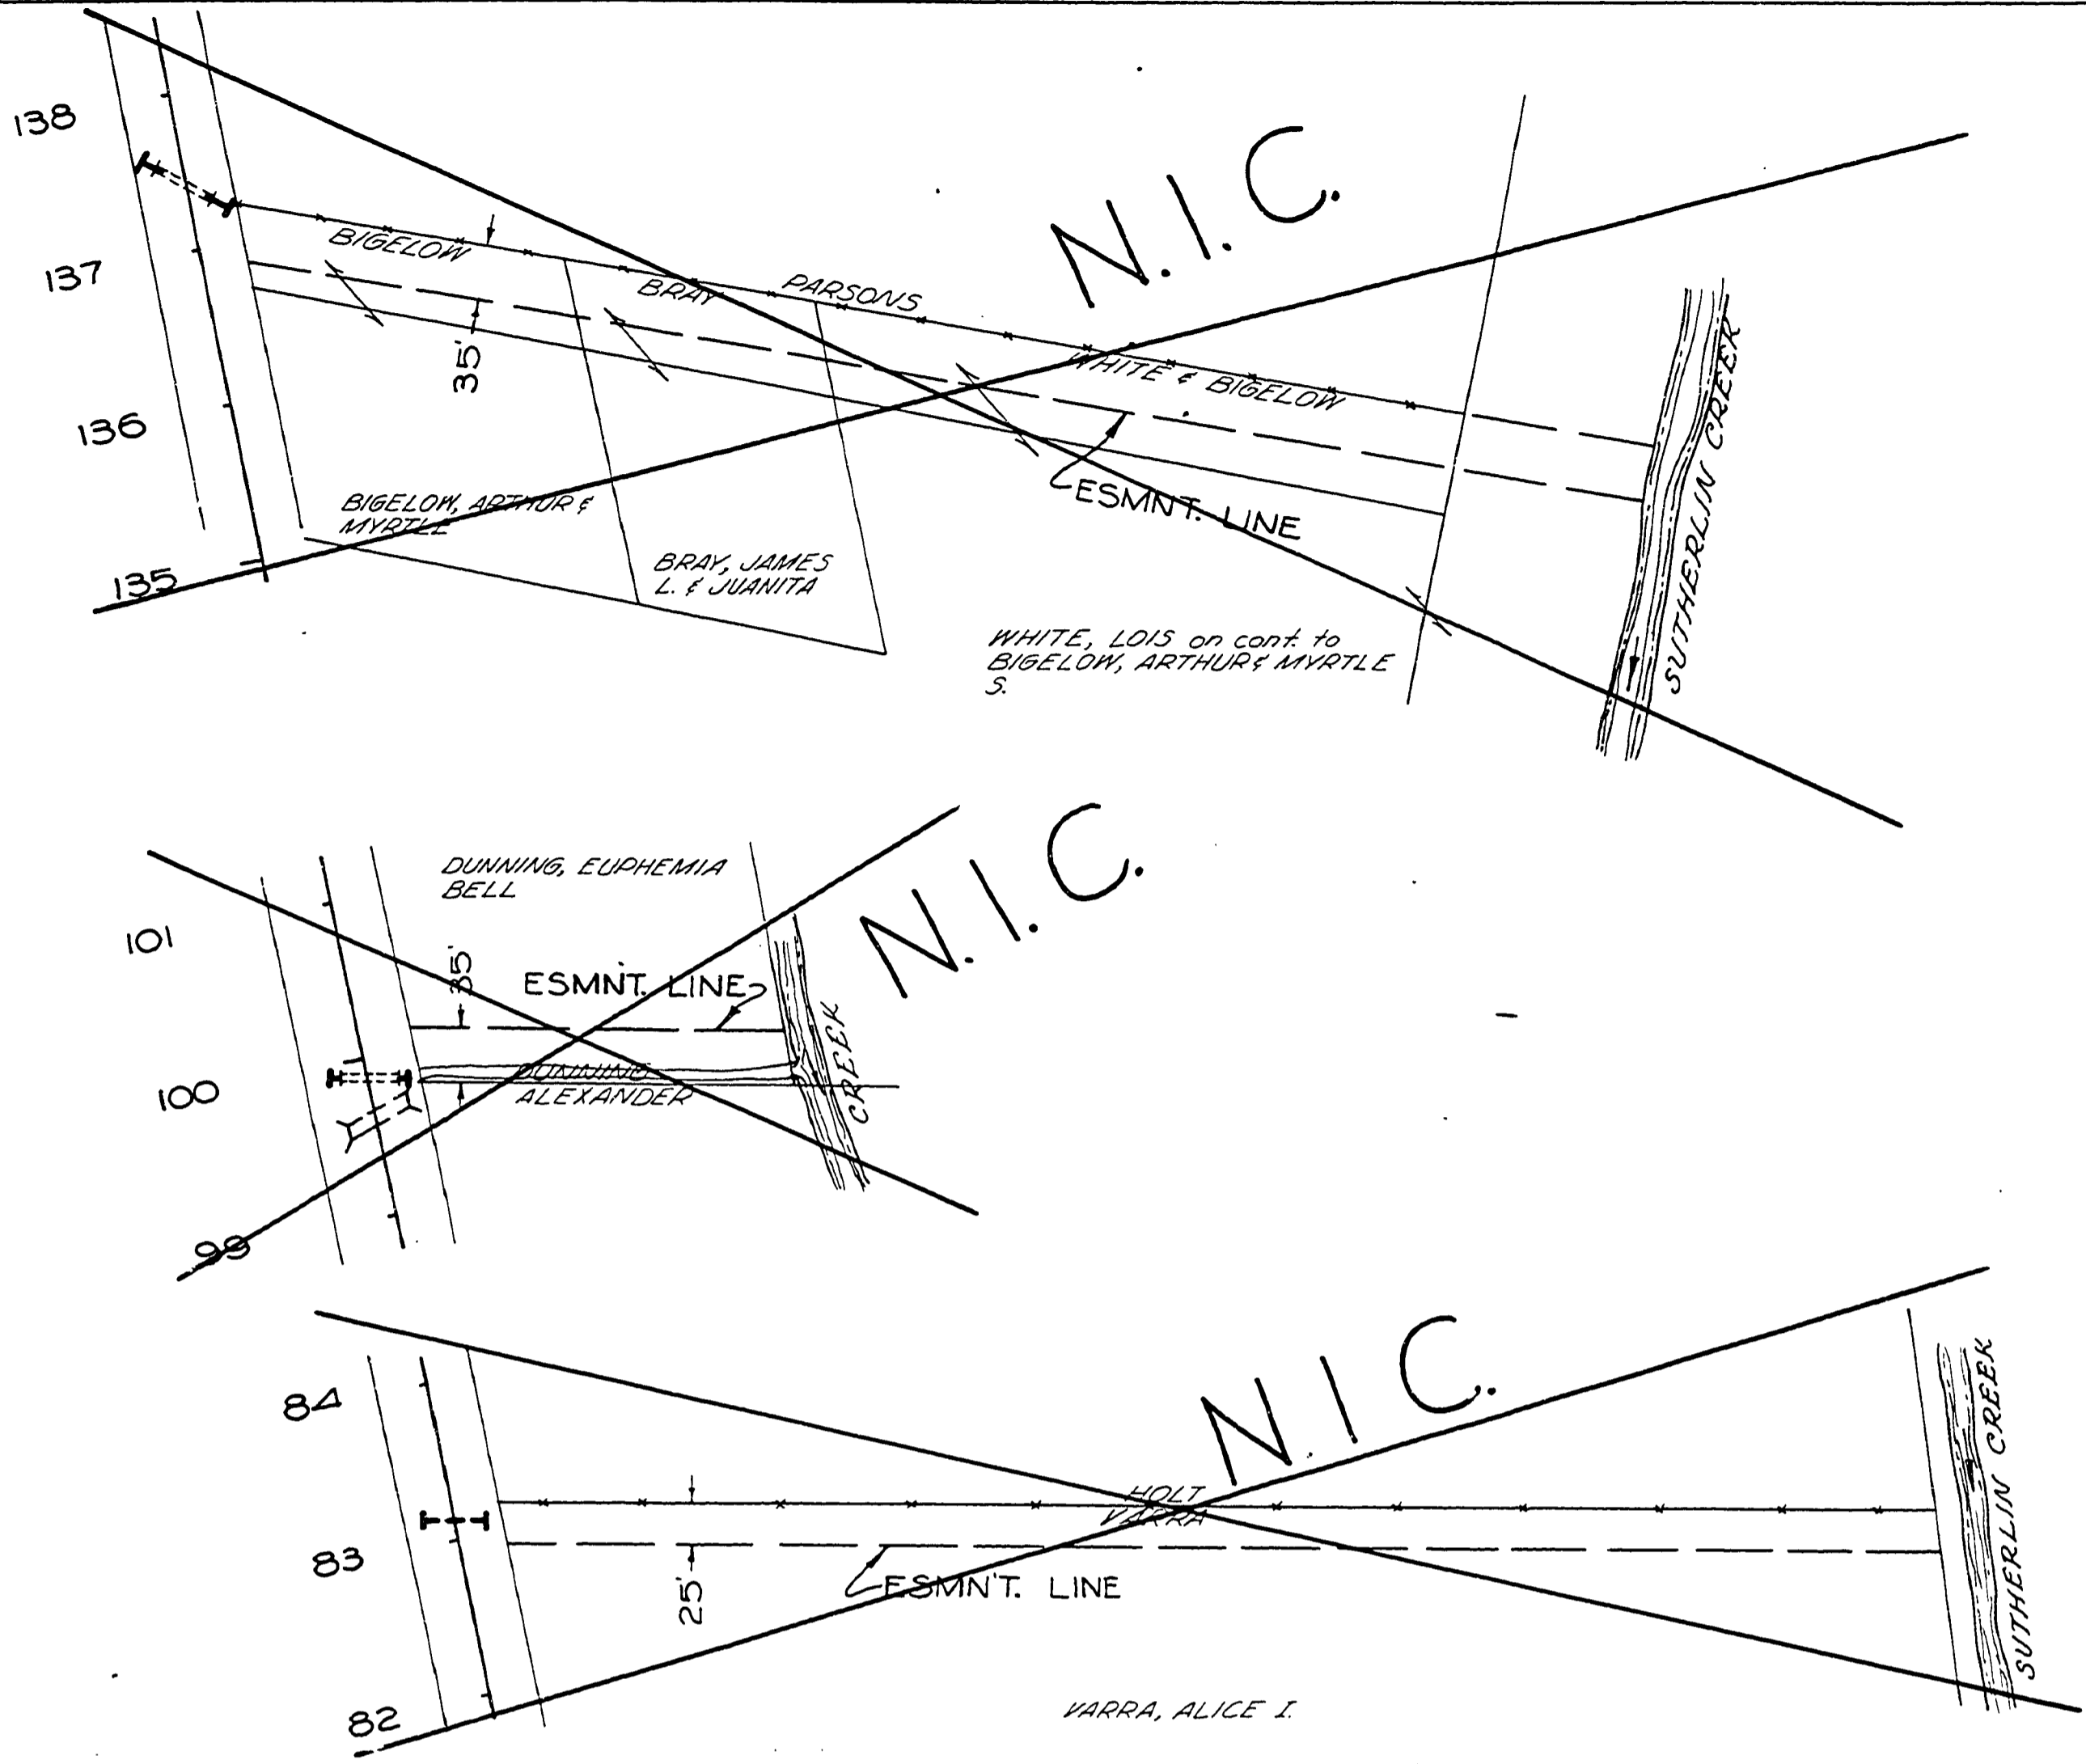 138
N.I.C.
137
BIGELOW
BRAY
PARSONS
35'
WHITE & BIGELOW
136
ESMNT. LINE
SUTHERLIN CREEK
BIGELOW, ARTHUR &
MYRTLE
135
BRAY, JAMES
L. & JUANITA
WHITE, LOIS on cont. to
BIGELOW, ARTHUR & MYRTLE
S.
DUNNING, EUPHEMIA
BELL
N.I.C.
101
35'
ESMN'T. LINE
CREEK
100
DUNNING
ALEXANDER
99
84
N.I.C.
HOLT
VARRA
83
25'
ESMN'T. LINE
SUTHERLIN CREEK
82
VARRA, ALICE I.